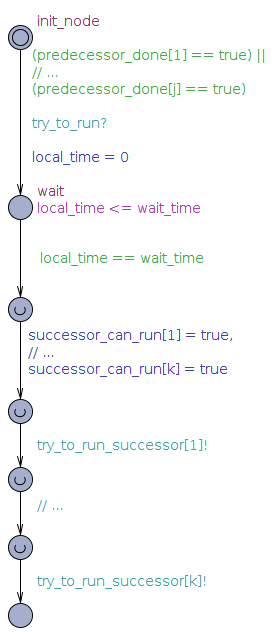 init_node
(predecessor_done[1] == true) ||
// ...
(predecessor_done[j] == true)
try_to_run?
local_time = 0
wait
local_time <= wait_time
local_time == wait_time
successor_can_run[1] = true,
// ...
successor_can_run[k] = true
try_to_run_successor[1]!
// ...
try_to_run_successor[k]!